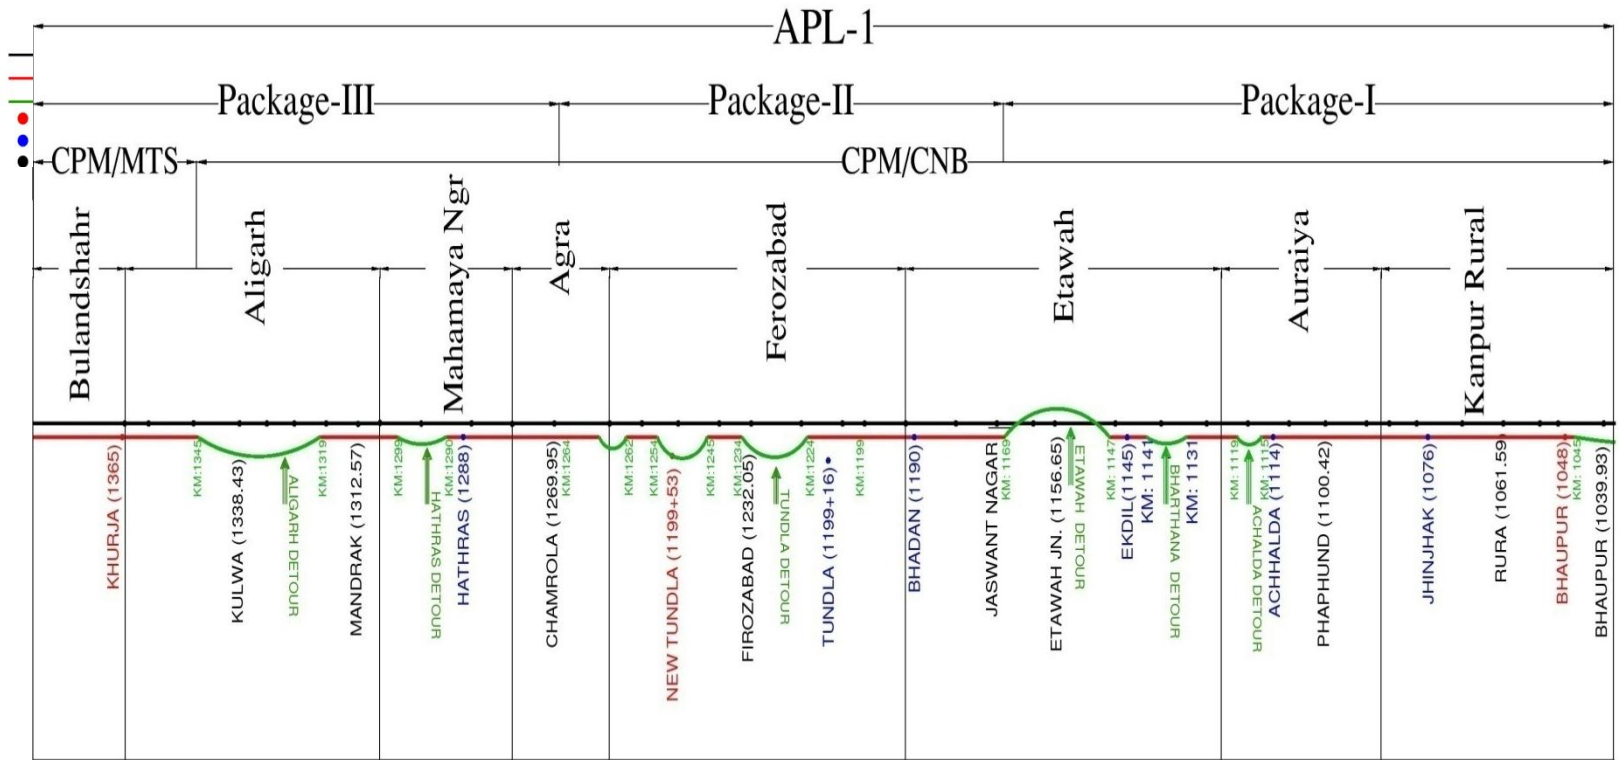 APL-1
Package-III
Package-II
Package-I
CPM/MTS
CPM/CNB
Bulandshahr
Aligarh
Mahamaya Ngr
Agra
Ferozabad
Etawah
Auraiya
Kanpur Rural
KHURJA (1365)
KM:1345
KULWA (1338.43)
ALIGARH DETOUR
KM:1319
MANDRAK (1312.57)
KM:1299
HATHRAS DETOUR
KM:1290
HATHRAS (1288)
CHAMROLA (1269.95)
KM:1264
KM:1262
KM:1254
NEW TUNDLA (1199+53)
KM:1245
KM:1234
FIROZABAD (1232.05)
TUNDLA DETOUR
KM:1224
TUNDLA (1199+16)
KM:1199
BHADAN (1190)
JASWANT NAGAR
KM: 1169
ETAWAH JN. (1156.65)
ETAWAH DETOUR
KM: 1147
EKDIL(1145)
KM: 1141
BHARTHANA DETOUR
KM: 1131
KM: 1119
ACHALDA DETOUR
KM: 1115
ACHHALDA (1114)
PHAPHUND (1100.42)
JHINJHAK (1076)
RURA (1061.59)
BHAUPUR (1048)
KM: 1045
BHAUPUR (1039.93)